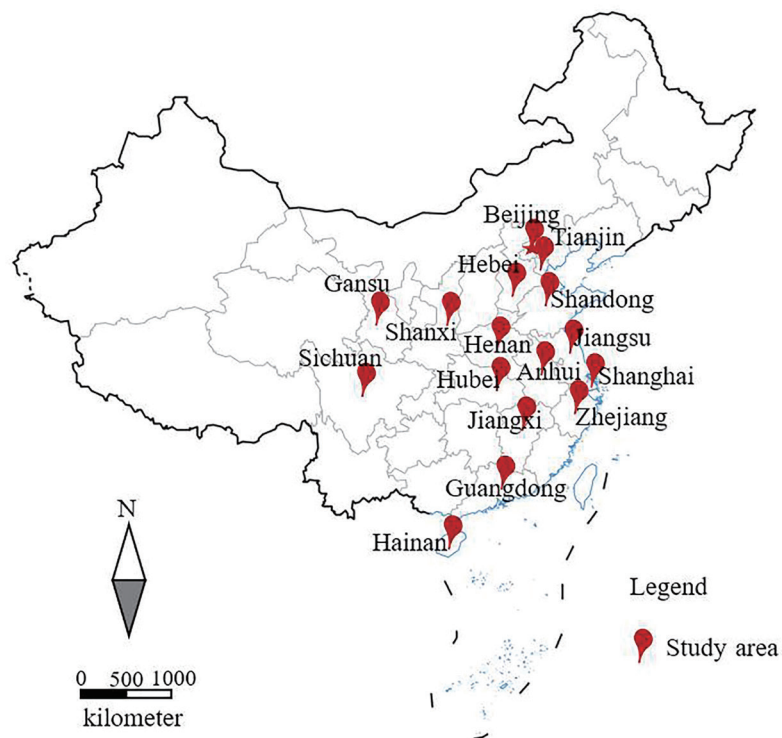 Beijing
Tianjin
Hebei
Gansu
Shandong
Shanxi
Jiangsu
Henan
Sichuan
Anhui
Hubei
Shanghai
Jiangxi
Zhejiang
Guangdong
N
Hainan
Legend
Study area
0 500 1000
kilometer